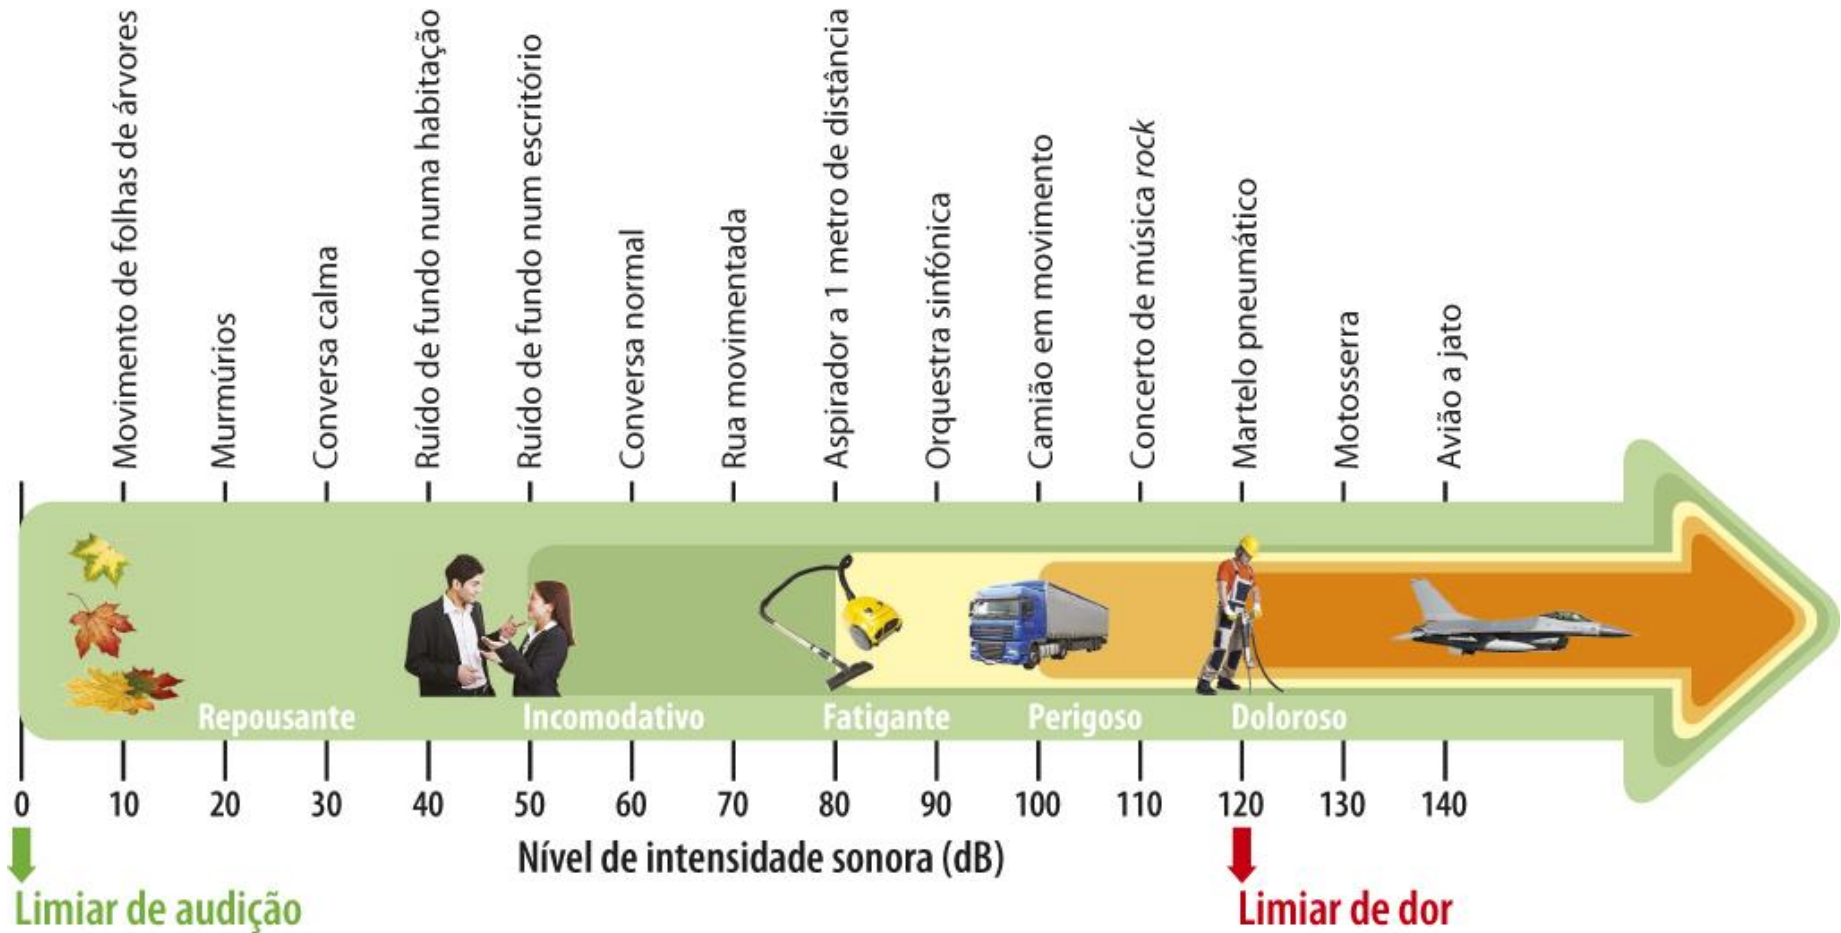 Movimento de folhas de árvores
Murmúrios
Conversa calma
Ruído de fundo numa habitação
Ruído de fundo num escritório
Conversa normal
Rua movimentada
Aspirador a 1 metro de distância
Orquestra sinfónica
Camião em movimento
Concerto de música rock
Martelo pneumático
Motosserra
Avião a jato
Repousante
Incomodativo
Fatigante
Perigoso
Doloroso
0 10 20 30 40 50 60 70 80 90 100 110 120 130 140
Nível de intensidade sonora (dB)
Limiar de audição
Limiar de dor